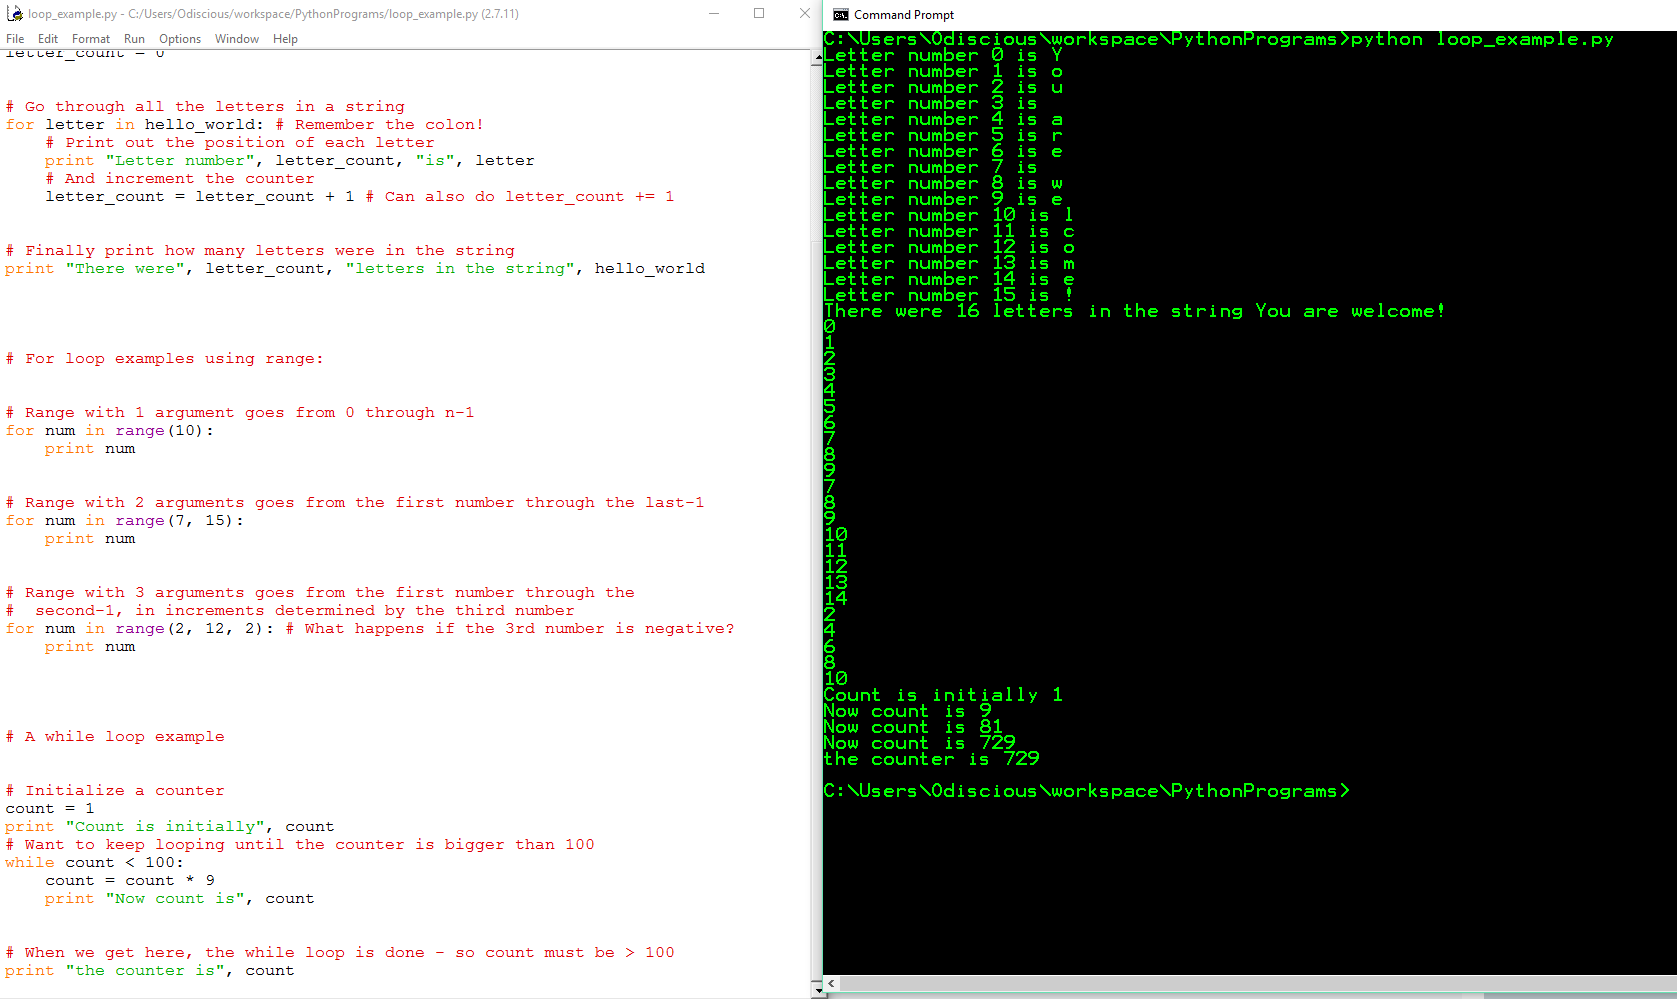 loop_example.py - C:/Users/Odiscious/workspace/PythonPrograms/loop_example.py (2.7.11)
File Edit Format Run Options Window Help
letter_count = 0
# Go through all the letters in a string
for letter in hello_world: # Remember the colon!
    # Print out the position of each letter
    print "Letter number", letter_count, "is", letter
    # And increment the counter
    letter_count = letter_count + 1 # Can also do letter_count += 1
# Finally print how many letters were in the string
print "There were", letter_count, "letters in the string", hello_world
# For loop examples using range:
# Range with 1 argument goes from 0 through n-1
for num in range(10):
    print num
# Range with 2 arguments goes from the first number through the last-1
for num in range(7, 15):
    print num
# Range with 3 arguments goes from the first number through the
#  second-1, in increments determined by the third number
for num in range(2, 12, 2): # What happens if the 3rd number is negative?
    print num
# A while loop example
# Initialize a counter
count = 1
print "Count is initially", count
# Want to keep looping until the counter is bigger than 100
while count < 100:
    count = count * 9
    print "Now count is", count
# When we get here, the while loop is done - so count must be > 100
print "the counter is", count
C:\. Command Prompt
C:\Users\Odiscious\workspace\PythonPrograms>python loop_example.py
Letter number 0 is Y
Letter number 1 is o
Letter number 2 is u
Letter number 3 is
Letter number 4 is a
Letter number 5 is r
Letter number 6 is e
Letter number 7 is
Letter number 8 is w
Letter number 9 is e
Letter number 10 is l
Letter number 11 is c
Letter number 12 is o
Letter number 13 is m
Letter number 14 is e
Letter number 15 is !
There were 16 letters in the string You are welcome!
0
1
2
3
4
5
6
7
8
9
7
8
9
10
11
12
13
14
2
4
6
8
10
Count is initially 1
Now count is 9
Now count is 81
Now count is 729
the counter is 729
C:\Users\Odiscious\workspace\PythonPrograms>